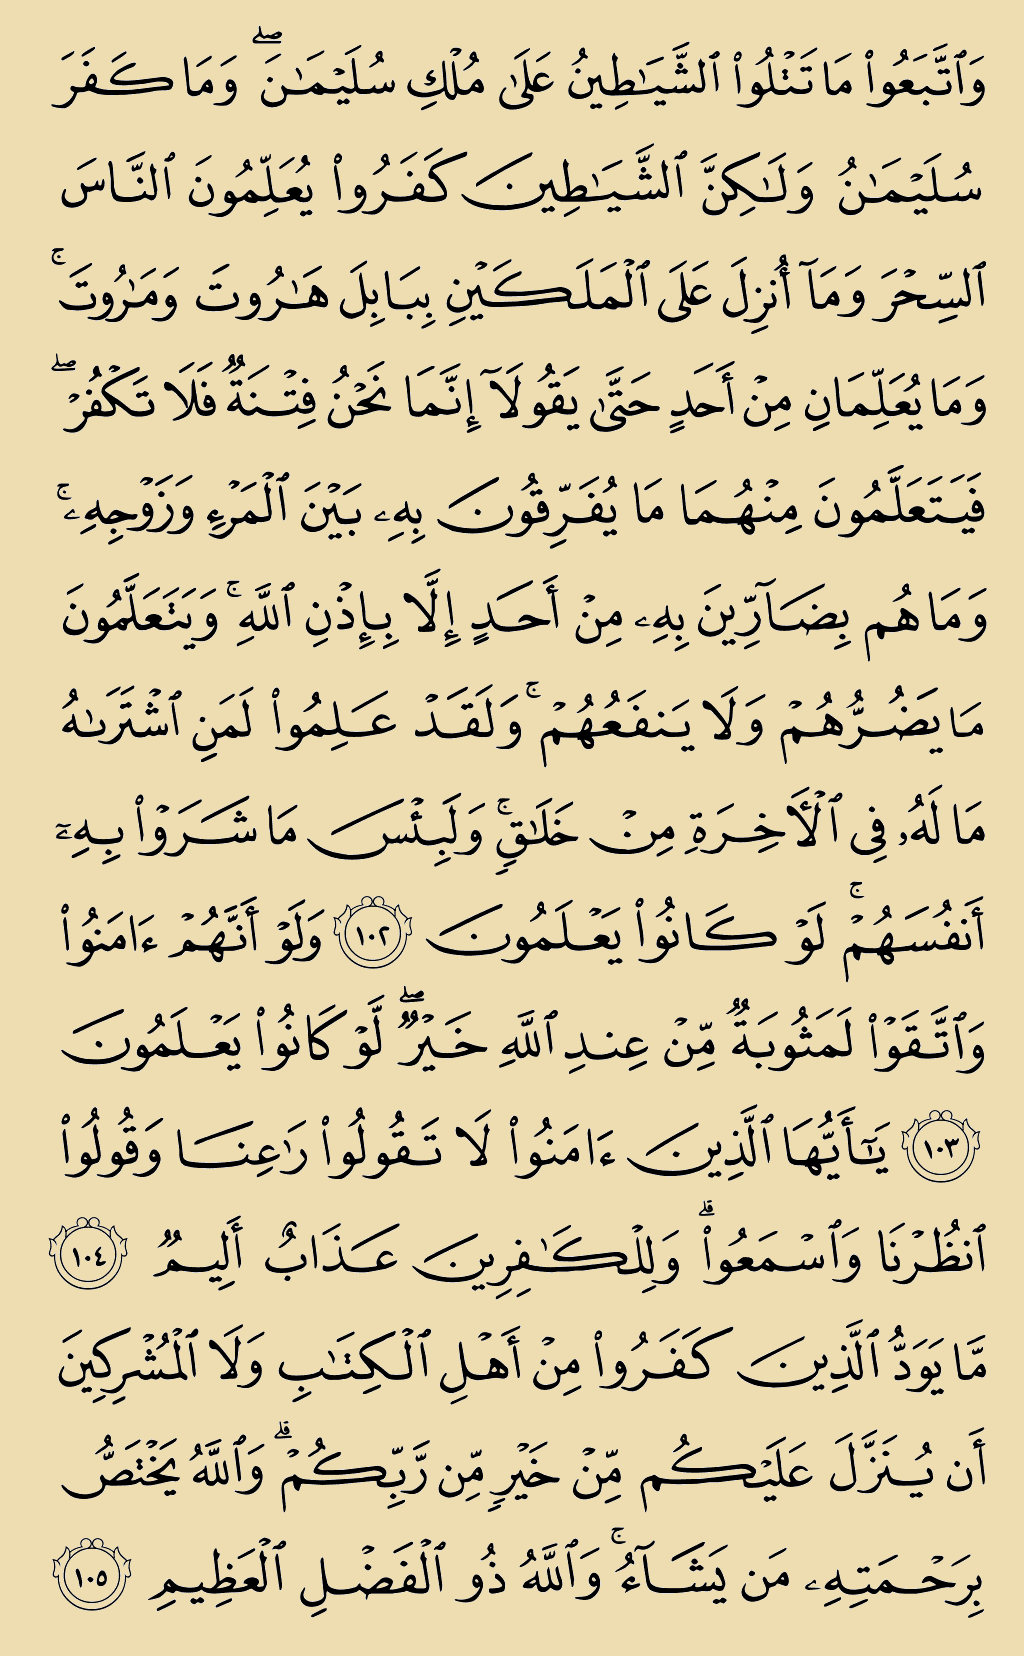 وَٱتَّبَعُوا۟ مَا تَتْلُوا۟ ٱلشَّيَـٰطِينُ عَلَىٰ مُلْكِ سُلَيْمَـٰنَ ۖ وَمَا كَفَرَ
سُلَيْمَـٰنُ وَلَـٰكِنَّ ٱلشَّيَـٰطِينَ كَفَرُوا۟ يُعَلِّمُونَ ٱلنَّاسَ
ٱلسِّحْرَ وَمَآ أُنزِلَ عَلَى ٱلْمَلَكَيْنِ بِبَابِلَ هَـٰرُوتَ وَمَـٰرُوتَ ۚ
وَمَا يُعَلِّمَانِ مِنْ أَحَدٍ حَتَّىٰ يَقُولَآ إِنَّمَا نَحْنُ فِتْنَةٌ فَلَا تَكْفُرْ ۖ
فَيَتَعَلَّمُونَ مِنْهُمَا مَا يُفَرِّقُونَ بِهِۦ بَيْنَ ٱلْمَرْءِ وَزَوْجِهِۦ ۚ
وَمَا هُم بِضَآرِّينَ بِهِۦ مِنْ أَحَدٍ إِلَّا بِإِذْنِ ٱللَّهِ ۚ وَيَتَعَلَّمُونَ
مَا يَضُرُّهُمْ وَلَا يَنفَعُهُمْ ۚ وَلَقَدْ عَلِمُوا۟ لَمَنِ ٱشْتَرَىٰهُ
مَا لَهُۥ فِى ٱلْـَٔاخِرَةِ مِنْ خَلَـٰقٍ ۚ وَلَبِئْسَ مَا شَرَوْا۟ بِهِۦٓ
أَنفُسَهُمْ ۚ لَوْ كَانُوا۟ يَعْلَمُونَ ١٠٢ وَلَوْ أَنَّهُمْ ءَامَنُوا۟
وَٱتَّقَوْا۟ لَمَثُوبَةٌ مِّنْ عِندِ ٱللَّهِ خَيْرٌ ۖ لَّوْ كَانُوا۟ يَعْلَمُونَ
١٠٣ يَـٰٓأَيُّهَا ٱلَّذِينَ ءَامَنُوا۟ لَا تَقُولُوا۟ رَٰعِنَا وَقُولُوا۟
ٱنظُرْنَا وَٱسْمَعُوا۟ ۗ وَلِلْكَـٰفِرِينَ عَذَابٌ أَلِيمٌ ١٠٤
مَّا يَوَدُّ ٱلَّذِينَ كَفَرُوا۟ مِنْ أَهْلِ ٱلْكِتَـٰبِ وَلَا ٱلْمُشْرِكِينَ
أَن يُنَزَّلَ عَلَيْكُم مِّنْ خَيْرٍ مِّن رَّبِّكُمْ ۗ وَٱللَّهُ يَخْتَصُّ
بِرَحْمَتِهِۦ مَن يَشَآءُ ۚ وَٱللَّهُ ذُو ٱلْفَضْلِ ٱلْعَظِيمِ ١٠٥